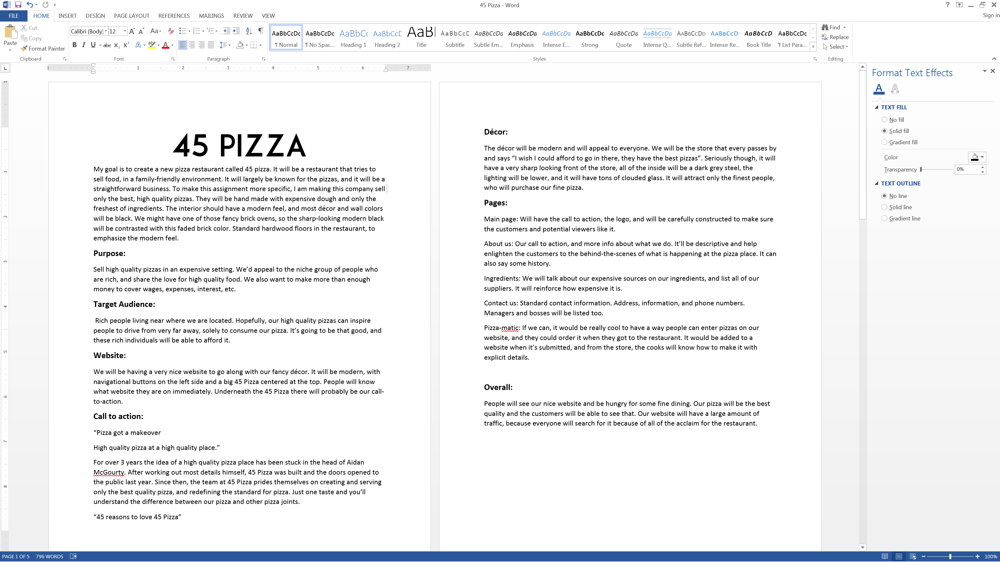 45 Pizza - Word
Sign in
FILE HOME INSERT DESIGN PAGE LAYOUT REFERENCES MAILINGS REVIEW VIEW
Paste
Cut
Copy
Format Painter
Clipboard
Calibri (Body) 12
Font
Paragraph
AaBbCcDc AaBbCcDc AaBbCc AaBbCcD AaBl AaBbCcD AaBbCcDa AaBbCcDa AaBbCcDa AaBbCcDc AaBbCcDa AaBbCcDa AaBbCcDd AaBbCcD AaBbCcD AaBbCcDc
¶ Normal ¶ No Spac... Heading 1 Heading 2 Title Subtitle Subtle Em... Emphasis Intense E... Strong Quote Intense Q... Subtle Ref... Intense Re... Book Title ¶ List Para...
Styles
Find
Replace
Select
Editing
1 1 2 3 4 5 6 7
45 PIZZA
My goal is to create a new pizza restaurant called 45 pizza. It will be a restaurant that tries to
sell food, in a family-friendly environment. It will largely be known for the pizzas, and it will be a
straightforward business. To make this assignment more specific, I am making this company sell
only the best, high quality pizzas. They will be hand made with expensive dough and only the
freshest of ingredients. The interior should have a modern feel, and most décor and wall colors
will be black. We might have one of those fancy brick ovens, so the sharp-looking modern black
will be contrasted with this faded brick color. Standard hardwood floors in the restaurant, to
emphasize the modern feel.
Purpose:
Sell high quality pizzas in an expensive setting. We’d appeal to the niche group of people who
are rich, and share the love for high quality food. We also want to make more than enough
money to cover wages, expenses, interest, etc.
Target Audience:
Rich people living near where we are located. Hopefully, our high quality pizzas can inspire
people to drive from very far away, solely to consume our pizza. It’s going to be that good, and
these rich individuals will be able to afford it.
Website:
We will be having a very nice website to go along with our fancy décor. It will be modern, with
navigational buttons on the left side and a big 45 Pizza centered at the top. People will know
what website they are on immediately. Underneath the 45 Pizza there will probably be our call-
to-action.
Call to action:
“Pizza got a makeover
High quality pizza at a high quality place.”
For over 3 years the idea of a high quality pizza place has been stuck in the head of Aidan
McGourty. After working out most details himself, 45 Pizza was built and the doors opened to
the public last year. Since then, the team at 45 Pizza prides themselves on creating and serving
only the best quality pizza, and redefining the standard for pizza. Just one taste and you’ll
understand the difference between our pizza and other pizza joints.
“45 reasons to love 45 Pizza”
Décor:
The décor will be modern and will appeal to everyone. We will be the store that every passes by
and says “I wish I could afford to go in there, they have the best pizzas”. Seriously though, it will
have a very sharp looking front of the store, all of the inside will be a dark grey steel, the
lighting will be lower, and it will have tons of clouded glass. It will attract only the finest people,
who will purchase our fine pizza.
Pages:
Main page: Will have the call to action, the logo, and will be carefully constructed to make sure
the customers and potential viewers like it.
About us: Our call to action, and more info about what we do. It’ll be descriptive and help
enlighten the customers to the behind-the-scenes of what is happening at the pizza place. It can
also say some history.
Ingredients: We will talk about our expensive sources on our ingredients, and list all of our
suppliers. It will reinforce how expensive it is.
Contact us: Standard contact information. Address, information, and phone numbers.
Managers and bosses will be listed too.
Pizza-matic: If we can, it would be really cool to have a way people can enter pizzas on our
website, and they could order it when they got to the restaurant. It would be added to a
website when it’s submitted, and from the store, the cooks will know how to make it with
explicit details.
Overall:
People will see our nice website and be hungry for some fine dining. Our pizza will be the best
quality and the customers will be able to see that. Our website will have a large amount of
traffic, because everyone will search for it because of all of the acclaim for the restaurant.
Format Text Effects
TEXT FILL
No fill
Solid fill
Gradient fill
Color
Transparency 0%
TEXT OUTLINE
No line
Solid line
Gradient line
PAGE 1 OF 5 796 WORDS
100%